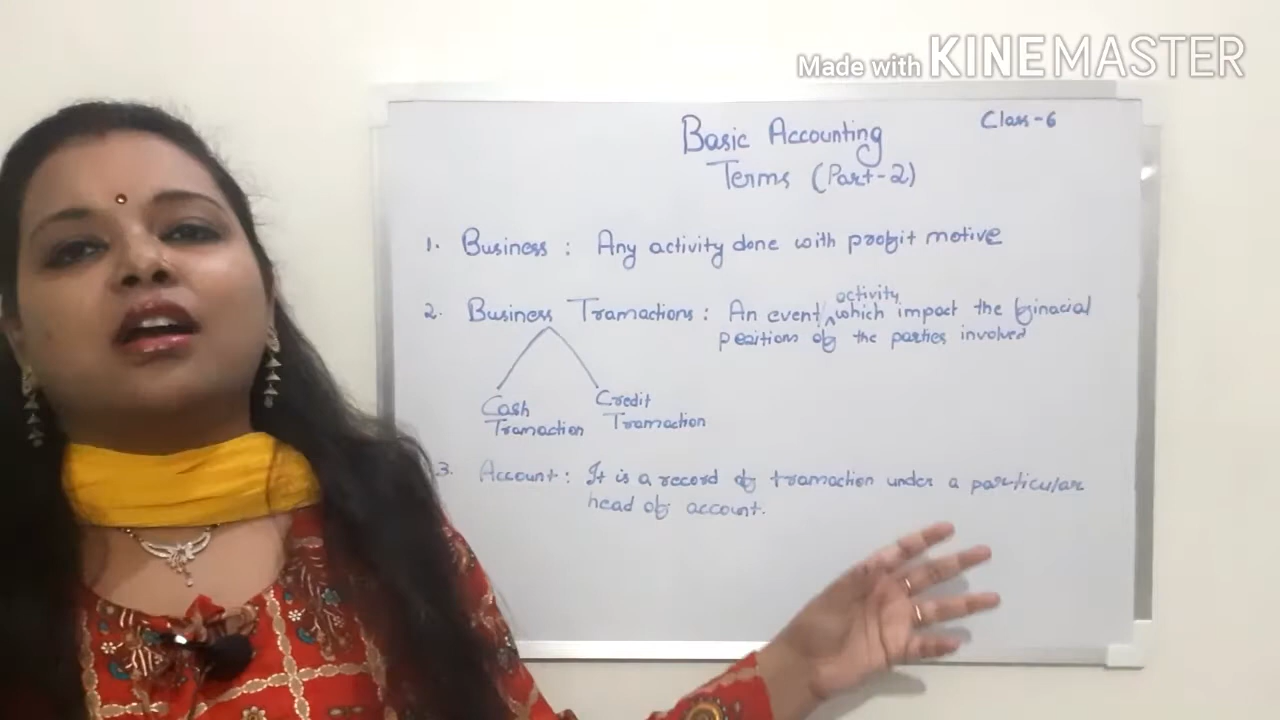 Made with KINEMASTER
Basic Accounting
Class-6
Terms (Part-2)
1. Business : Any activity done with profit motive
activity
2. Business Tramactions : An event ^ which impact the finacial
positions of the parties involved
Cash
Tramaction
Credit
Tramaction
3. Account : It is a record of tramaction under a particular
head of account.